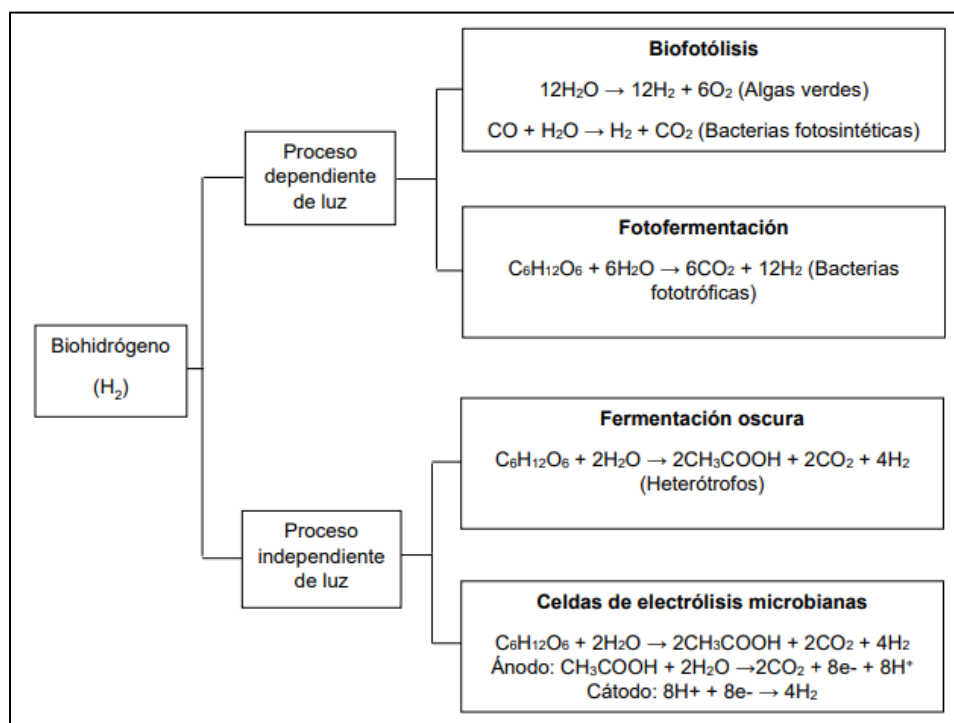 Biofotólisis
12H₂O → 12H₂ + 6O₂ (Algas verdes)
CO + H₂O → H₂ + CO₂ (Bacterias fotosintéticas)
Proceso
dependiente
de luz
Fotofermentación
C₆H₁₂O₆ + 6H₂O → 6CO₂ + 12H₂ (Bacterias
fototróficas)
Biohidrógeno
(H₂)
Fermentación oscura
C₆H₁₂O₆ + 2H₂O → 2CH₃COOH + 2CO₂ + 4H₂
(Heterótrofos)
Proceso
independiente
de luz
Celdas de electrólisis microbianas
C₆H₁₂O₆ + 2H₂O → 2CH₃COOH + 2CO₂ + 4H₂
Ánodo: CH₃COOH + 2H₂O →2CO₂ + 8e- + 8H⁺
Cátodo: 8H+ + 8e- → 4H₂